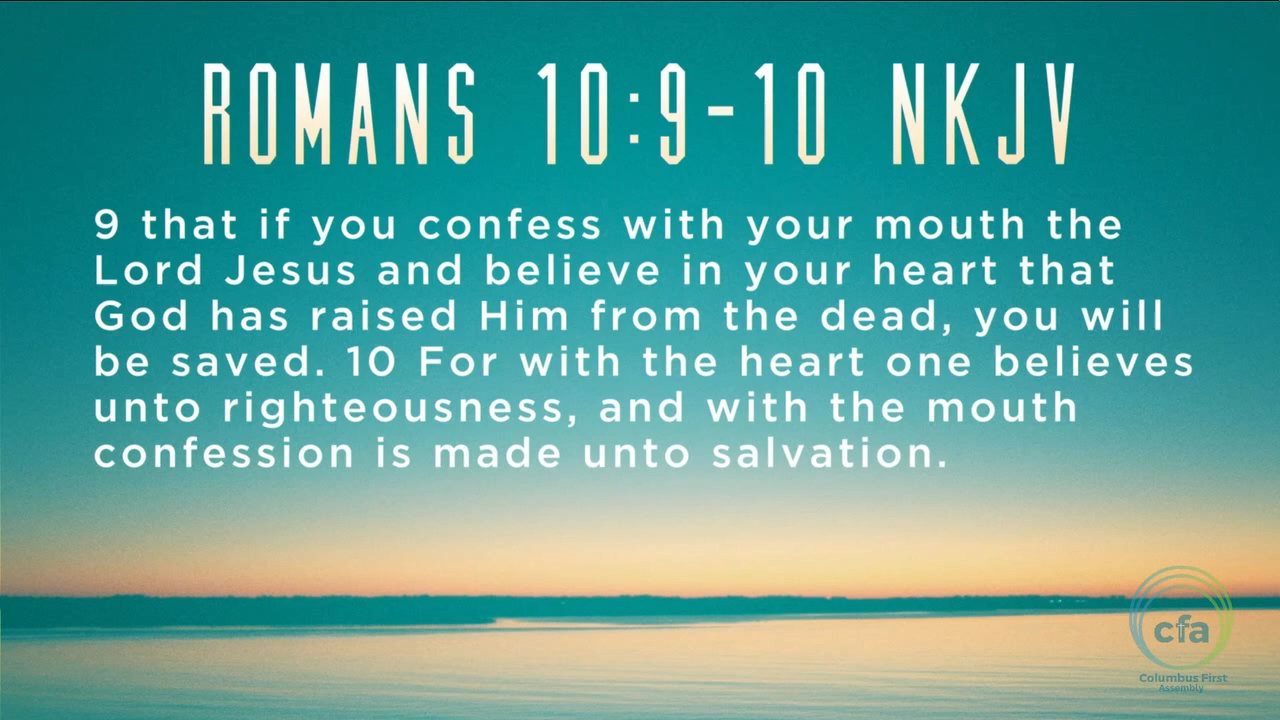 ROMANS 10:9-10 NKJV
9 that if you confess with your mouth the
Lord Jesus and believe in your heart that
God has raised Him from the dead, you will
be saved. 10 For with the heart one believes
unto righteousness, and with the mouth
confession is made unto salvation.
cfa
Columbus First
Assembly